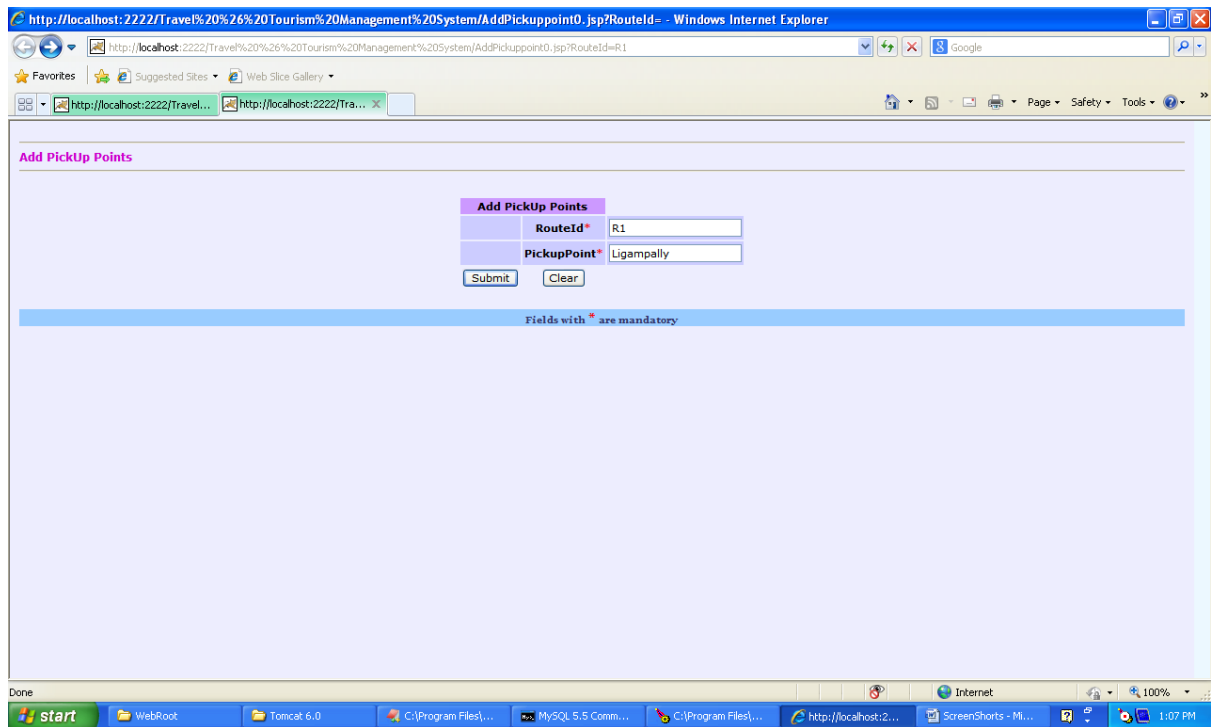 http://localhost:2222/Travel%20%26%20Tourism%20Management%20System/AddPickuppoint0.jsp?RouteId= - Windows Internet Explorer
http://localhost:2222/Travel%20%26%20Tourism%20Management%20System/AddPickuppoint0.jsp?RouteId=R1
Google
Favorites Suggested Sites Web Slice Gallery
http://localhost:2222/Travel... http://localhost:2222/Tra... Page Safety Tools
Add PickUp Points
Add PickUp Points
RouteId* R1
PickupPoint* Ligampally
Submit Clear
Fields with * are mandatory
Done Internet 100%
start WebRoot Tomcat 6.0 C:\Program Files\... MySQL 5.5 Comm... C:\Program Files\... http://localhost:2... ScreenShorts - Mi... 1:07 PM